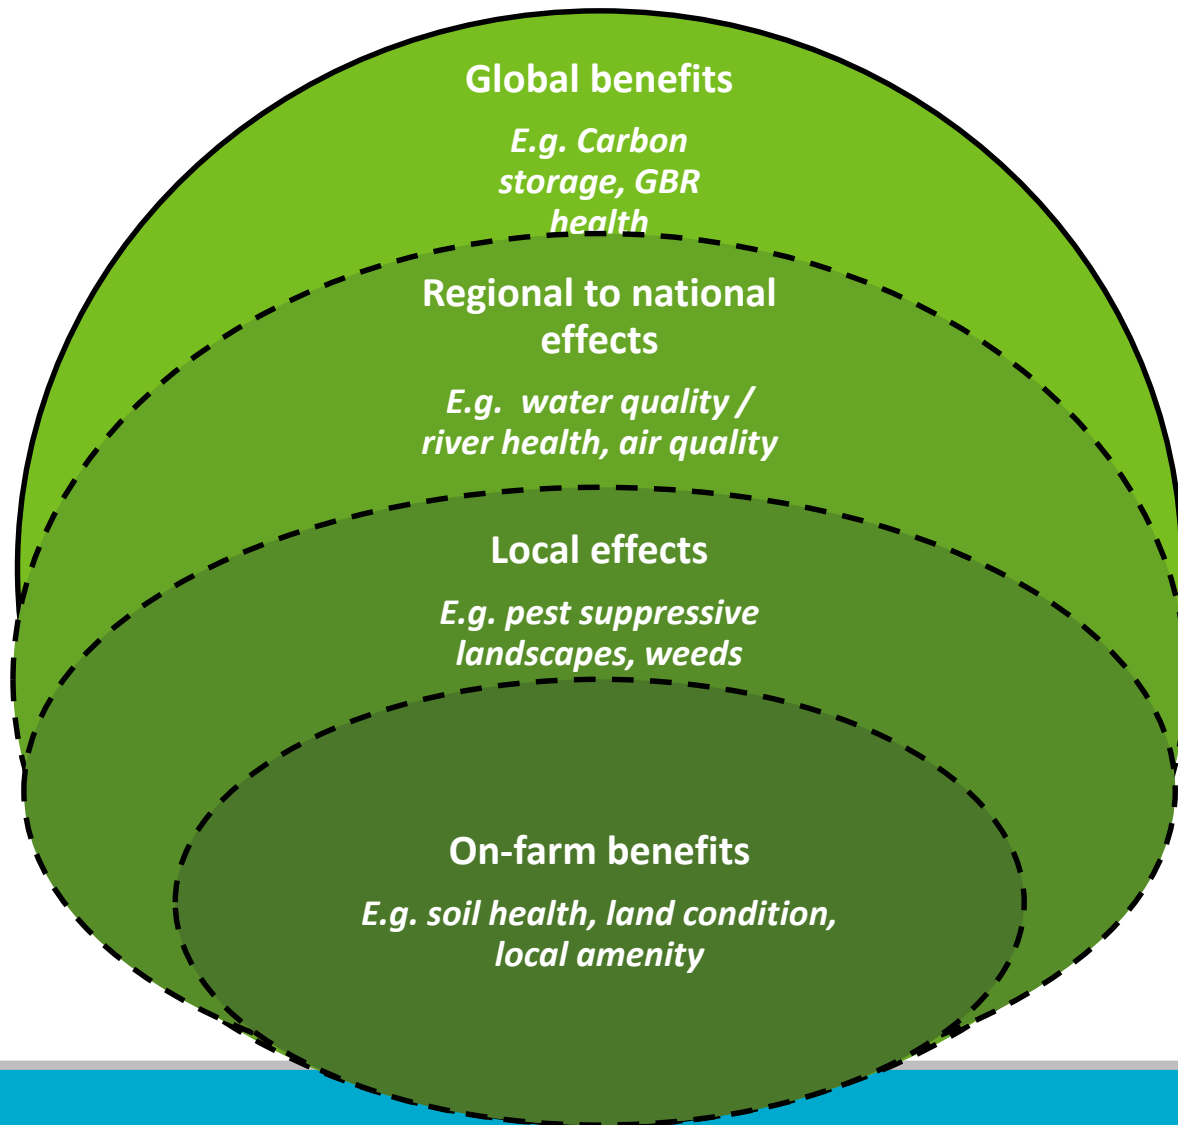 Global benefits
E.g. Carbon
storage, GBR
health
Regional to national
effects
E.g.  water quality /
river health, air quality
Local effects
E.g. pest suppressive
landscapes, weeds
On-farm benefits
E.g. soil health, land condition,
local amenity